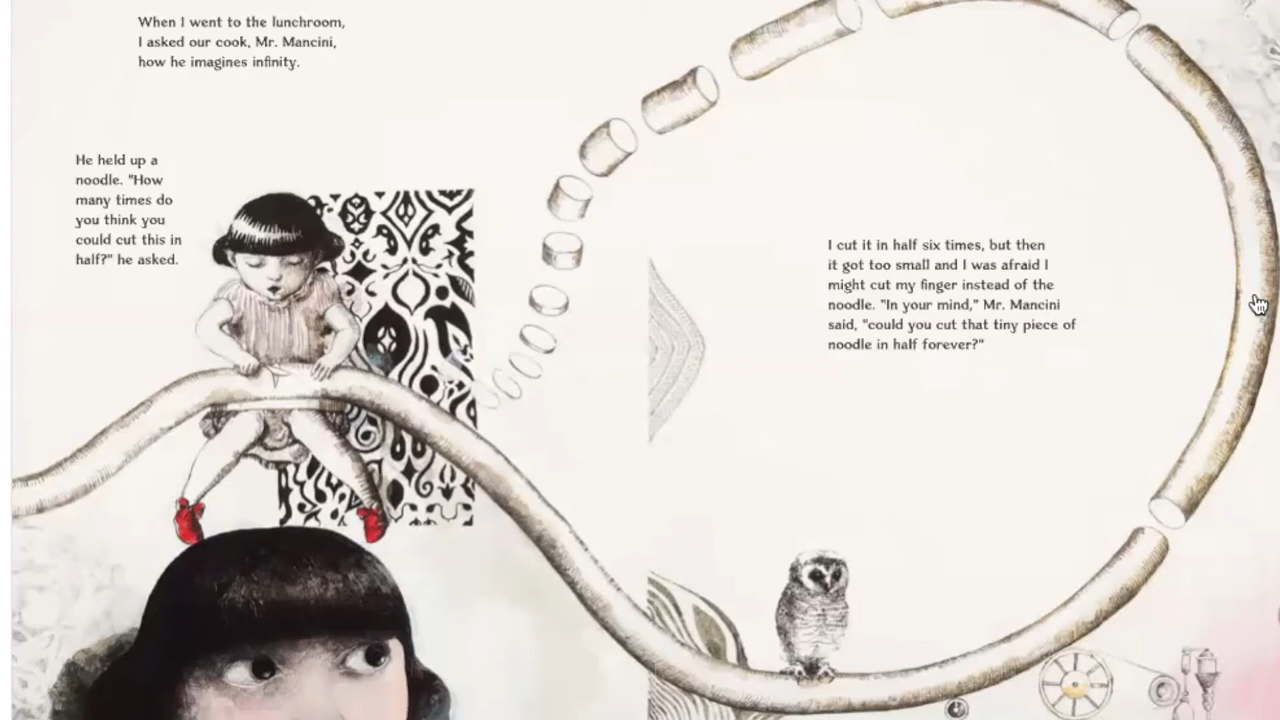 When I went to the lunchroom,
I asked our cook, Mr. Mancini,
how he imagines infinity.
He held up a
noodle. "How
many times do
you think you
could cut this in
half?" he asked.
I cut it in half six times, but then
it got too small and I was afraid I
might cut my finger instead of the
noodle. "In your mind," Mr. Mancini
said, "could you cut that tiny piece of
noodle in half forever?"